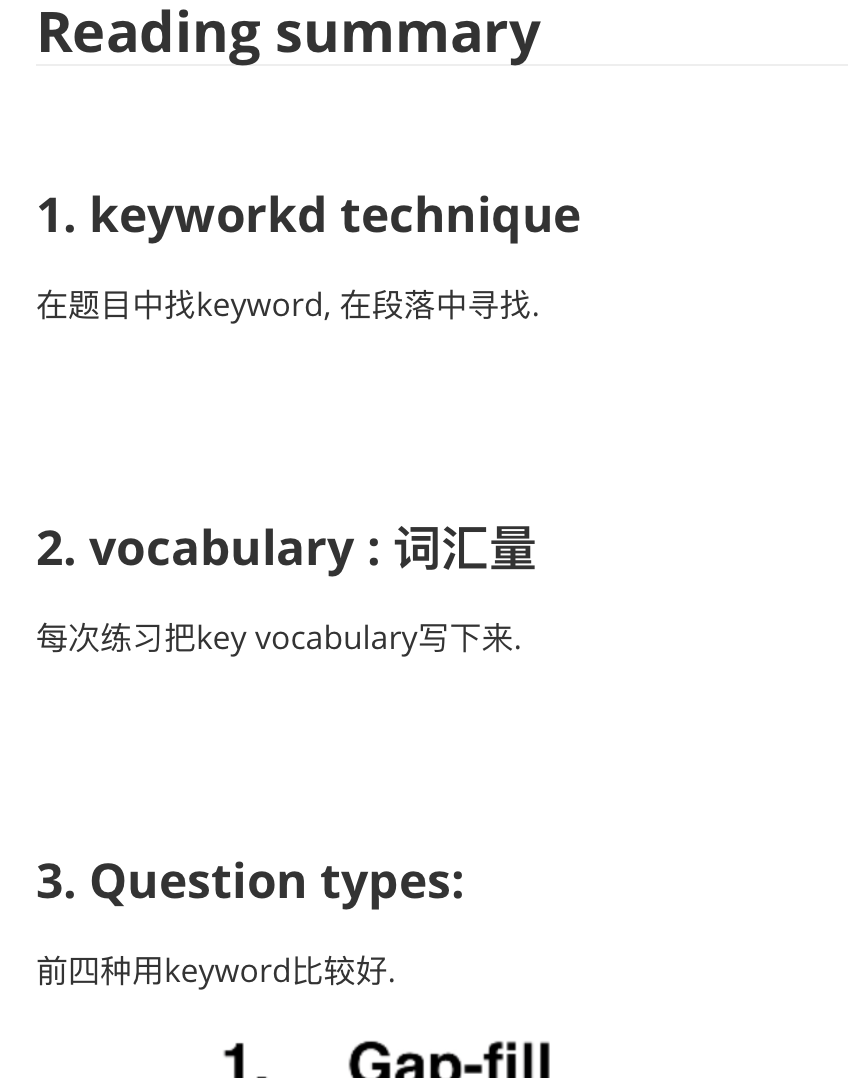 Reading summary
1. keyworkd technique
在题目中找keyword, 在段落中寻找.
2. vocabulary : 词汇量
每次练习把key vocabulary写下来.
3. Question types:
前四种用keyword比较好.
1. Gap-fill